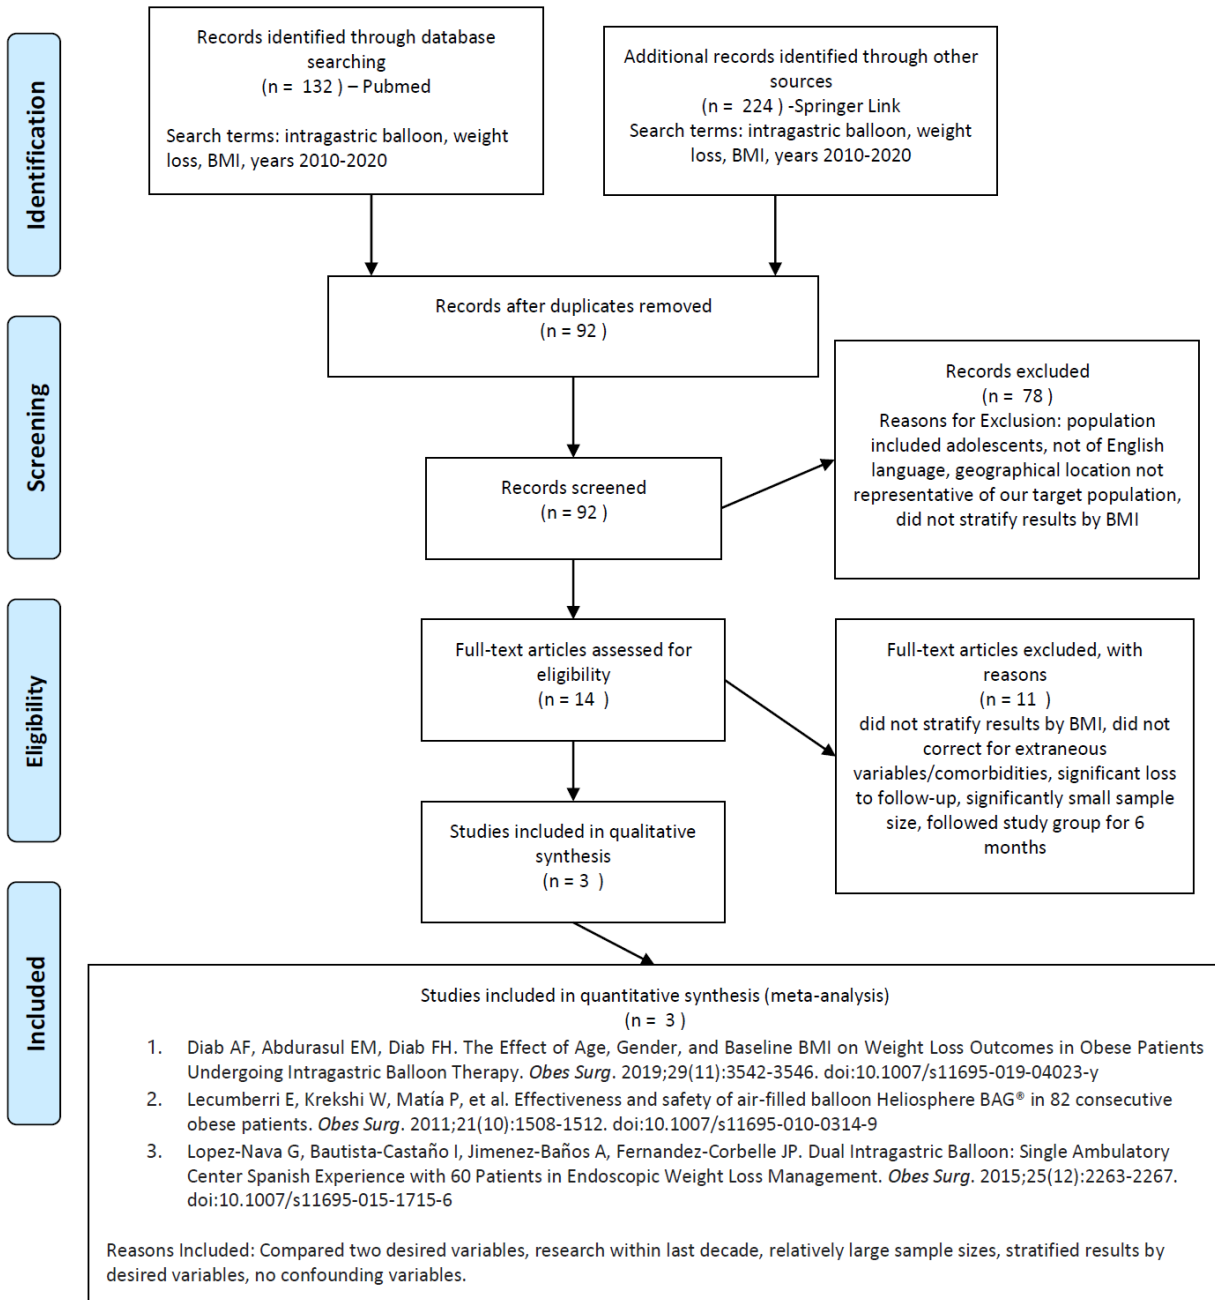 Identification
Records identified through database
searching
(n = 132 ) – Pubmed
Search terms: intragastric balloon, weight
loss, BMI, years 2010-2020
Additional records identified through other
sources
(n = 224 ) -Springer Link
Search terms: intragastric balloon, weight
loss, BMI, years 2010-2020
Records after duplicates removed
(n = 92 )
Screening
Records screened
(n = 92 )
Records excluded
(n = 78 )
Reasons for Exclusion: population
included adolescents, not of English
language, geographical location not
representative of our target population,
did not stratify results by BMI
Eligibility
Full-text articles assessed for
eligibility
(n = 14 )
Full-text articles excluded, with
reasons
(n = 11 )
did not stratify results by BMI, did not
correct for extraneous
variables/comorbidities, significant loss
to follow-up, significantly small sample
size, followed study group for 6
months
Studies included in qualitative
synthesis
(n = 3 )
Included
Studies included in quantitative synthesis (meta-analysis)
(n = 3 )
1. Diab AF, Abdurasul EM, Diab FH. The Effect of Age, Gender, and Baseline BMI on Weight Loss Outcomes in Obese Patients
Undergoing Intragastric Balloon Therapy. Obes Surg. 2019;29(11):3542-3546. doi:10.1007/s11695-019-04023-y
2. Lecumberri E, Krekshi W, Matía P, et al. Effectiveness and safety of air-filled balloon Heliosphere BAG® in 82 consecutive
obese patients. Obes Surg. 2011;21(10):1508-1512. doi:10.1007/s11695-010-0314-9
3. Lopez-Nava G, Bautista-Castaño I, Jimenez-Baños A, Fernandez-Corbelle JP. Dual Intragastric Balloon: Single Ambulatory
Center Spanish Experience with 60 Patients in Endoscopic Weight Loss Management. Obes Surg. 2015;25(12):2263-2267.
doi:10.1007/s11695-015-1715-6
Reasons Included: Compared two desired variables, research within last decade, relatively large sample sizes, stratified results by
desired variables, no confounding variables.